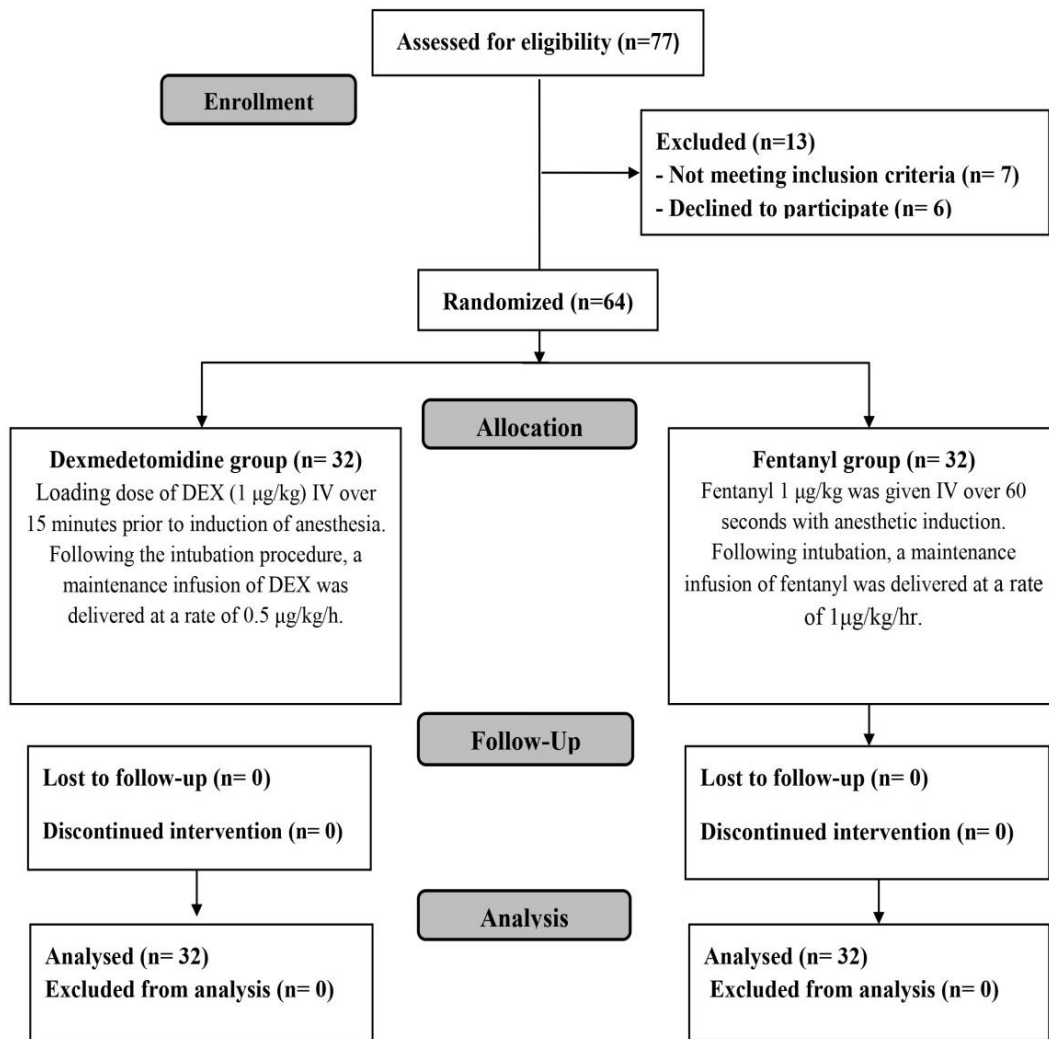 Assessed for eligibility (n=77)
Enrollment
Excluded (n=13)
- Not meeting inclusion criteria (n= 7)
- Declined to participate (n= 6)
Randomized (n=64)
Allocation
Dexmedetomidine group (n= 32)
Loading dose of DEX (1 μg/kg) IV over
15 minutes prior to induction of anesthesia.
Following the intubation procedure, a
maintenance infusion of DEX was
delivered at a rate of 0.5 μg/kg/h.
Fentanyl group (n= 32)
Fentanyl 1 μg/kg was given IV over 60
seconds with anesthetic induction.
Following intubation, a maintenance
infusion of fentanyl was delivered at a rate
of 1μg/kg/hr.
Follow-Up
Lost to follow-up (n= 0)
Discontinued intervention (n= 0)
Lost to follow-up (n= 0)
Discontinued intervention (n= 0)
Analysis
Analysed (n= 32)
Excluded from analysis (n= 0)
Analysed (n= 32)
Excluded from analysis (n= 0)